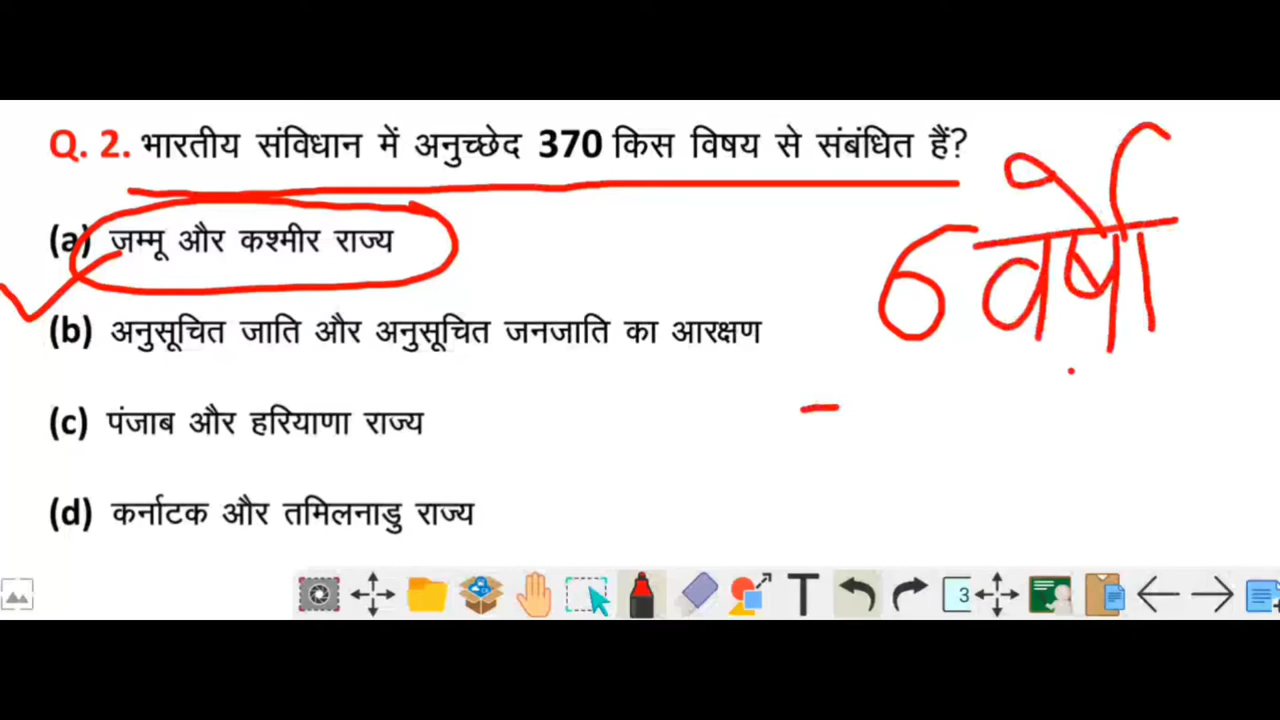 Q. 2. भारतीय संविधान में अनुच्छेद 370 किस विषय से संबंधित हैं?
(a) जम्मू और कश्मीर राज्य
(b) अनुसूचित जाति और अनुसूचित जनजाति का आरक्षण
(c) पंजाब और हरियाणा राज्य
(d) कर्नाटक और तमिलनाडु राज्य
6 वर्षो
T
3